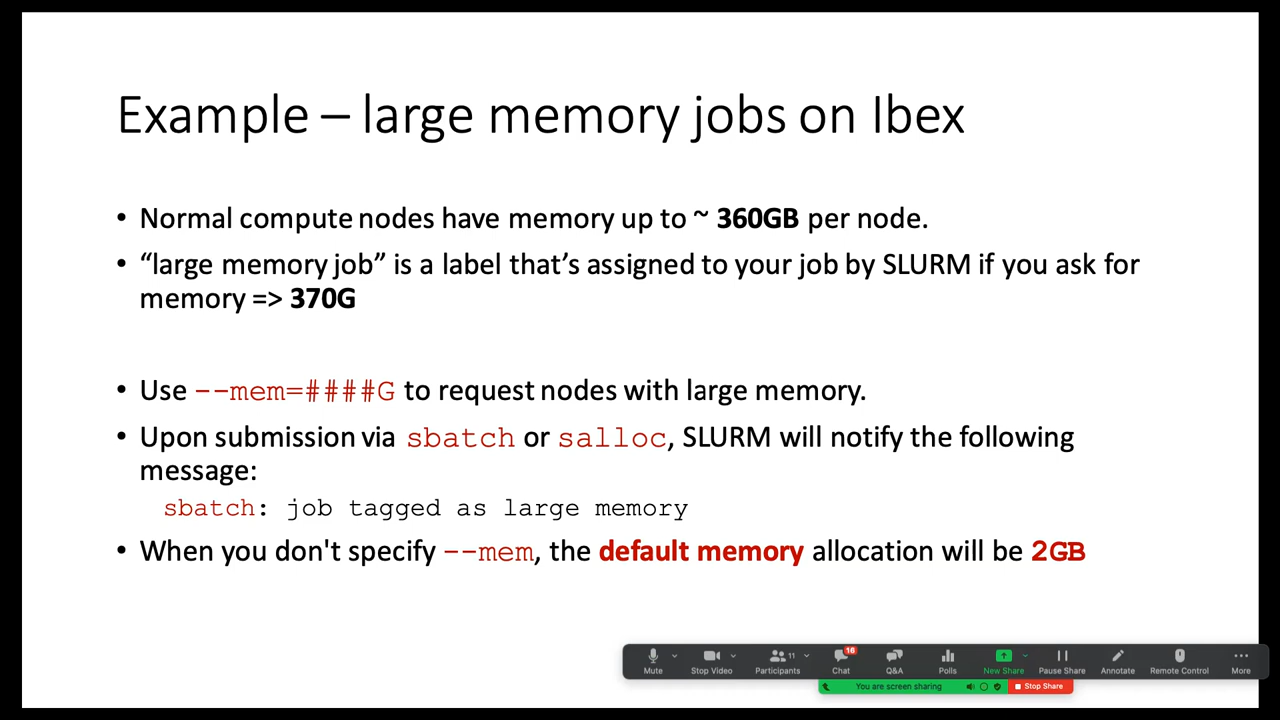 Example – large memory jobs on Ibex
• Normal compute nodes have memory up to ~ 360GB per node.
• “large memory job” is a label that’s assigned to your job by SLURM if you ask for
memory => 370G
• Use --mem=####G to request nodes with large memory.
• Upon submission via sbatch or salloc, SLURM will notify the following
message:
sbatch: job tagged as large memory
• When you don't specify --mem, the default memory allocation will be 2GB
11
16
Mute Stop Video Participants Chat Q&A Polls New Share Pause Share Annotate Remote Control More
You are screen sharing Stop Share